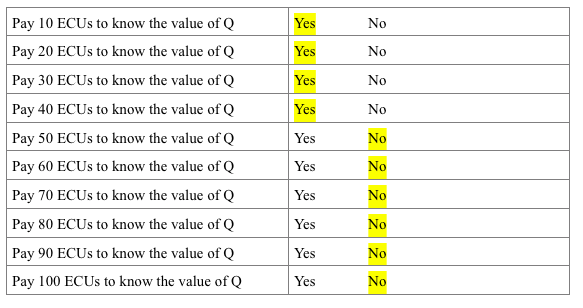 Pay 10 ECUs to know the value of Q Yes No
Pay 20 ECUs to know the value of Q Yes No
Pay 30 ECUs to know the value of Q Yes No
Pay 40 ECUs to know the value of Q Yes No
Pay 50 ECUs to know the value of Q Yes No
Pay 60 ECUs to know the value of Q Yes No
Pay 70 ECUs to know the value of Q Yes No
Pay 80 ECUs to know the value of Q Yes No
Pay 90 ECUs to know the value of Q Yes No
Pay 100 ECUs to know the value of Q Yes No